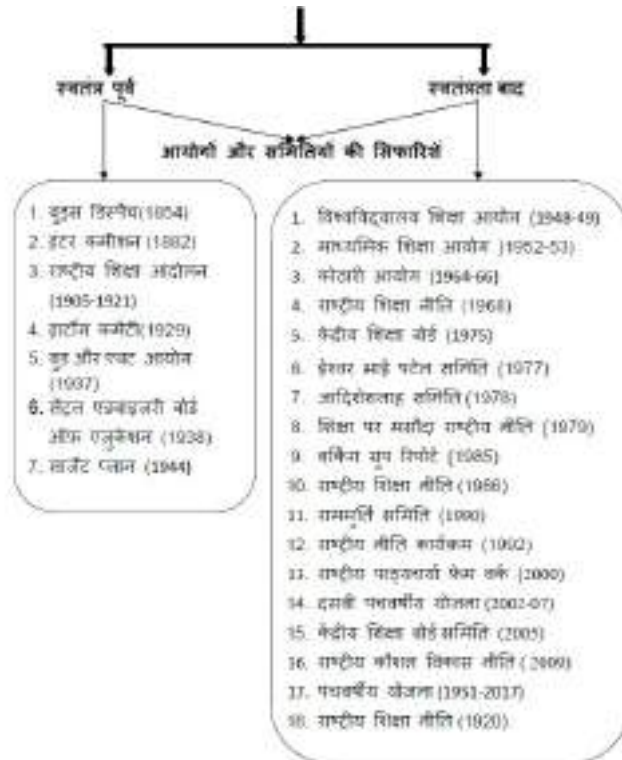 स्वतंत्र पूर्व
स्वतंत्रता बाद
आयोगों और समितियों की सिफारिशें
1. वुड्स डिस्पैच(1854)
2. हंटर कमीशन (1882)
3. राष्ट्रीय शिक्षा आंदोलन
(1905-1921)
4. हार्टोग कमेटी(1929)
5. वुड और एबट आयोग
(1937)
6. सेंट्रल एडवाइजरी बोर्ड
ऑफ एजुकेशन (1938)
7. सार्जेंट प्लान (1944)
1. विश्वविद्यालय शिक्षा आयोग (1948-49)
2. माध्यमिक शिक्षा आयोग (1952-53)
3. कोठारी आयोग (1964-66)
4. राष्ट्रीय शिक्षा नीति (1968)
5. केंद्रीय शिक्षा बोर्ड (1975)
6. ईश्वर भाई पटेल समिति (1977)
7. आदिशेसलाह समिति (1978)
8. शिक्षा पर मसौदा राष्ट्रीय नीति (1979)
9. वर्किंग ग्रुप रिपोर्ट (1985)
10. राष्ट्रीय शिक्षा नीति (1986)
11. राममूर्ति समिति (1990)
12. राष्ट्रीय नीति कार्यक्रम (1992)
13. राष्ट्रीय पाठ्यचर्या फ्रेम वर्क (2000)
14. दसवी पंचवर्षीय योजना (2002-07)
15. केंद्रीय शिक्षा बोर्ड समिति (2005)
16. राष्ट्रीय कौशल विकास नीति (2009)
17. पंचवर्षीय योजना (1951-2017)
18. राष्ट्रीय शिक्षा नीति (1920)